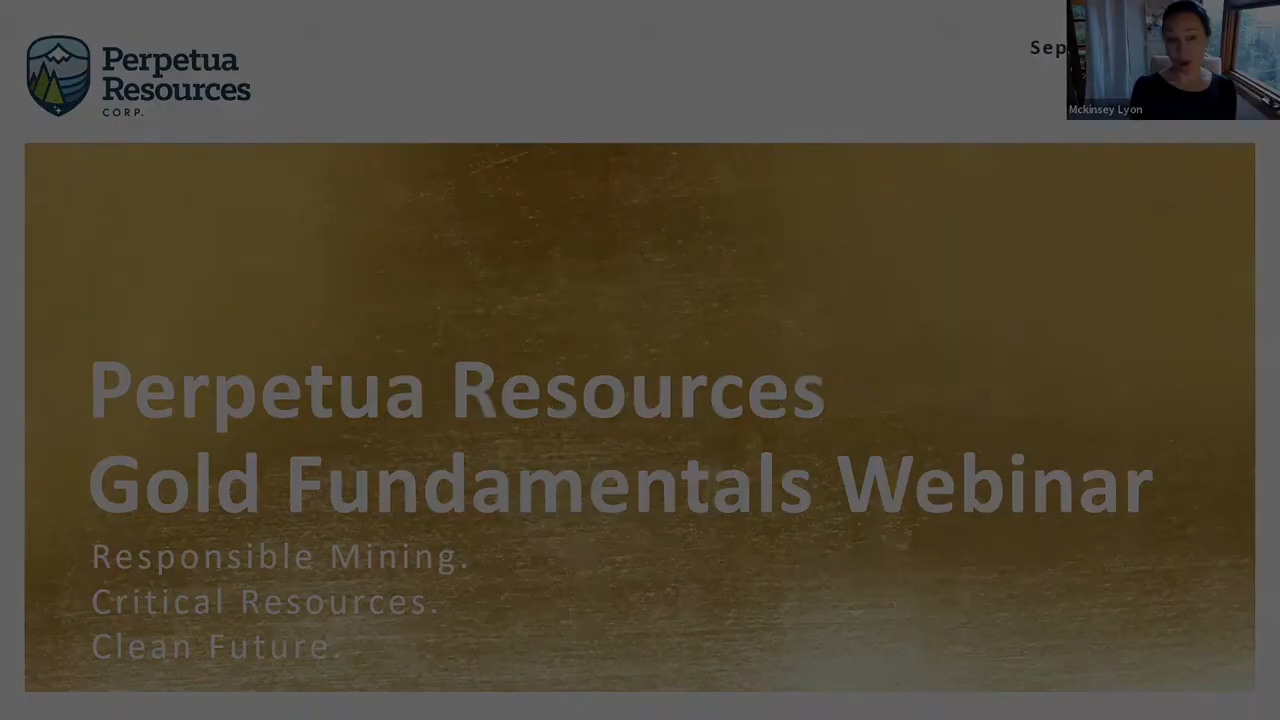 Perpetua
Resources
CORP.
Sep
Mckinsey Lyon
Perpetua Resources
Gold Fundamentals Webinar
Responsible Mining.
Critical Resources.
Clean Future.